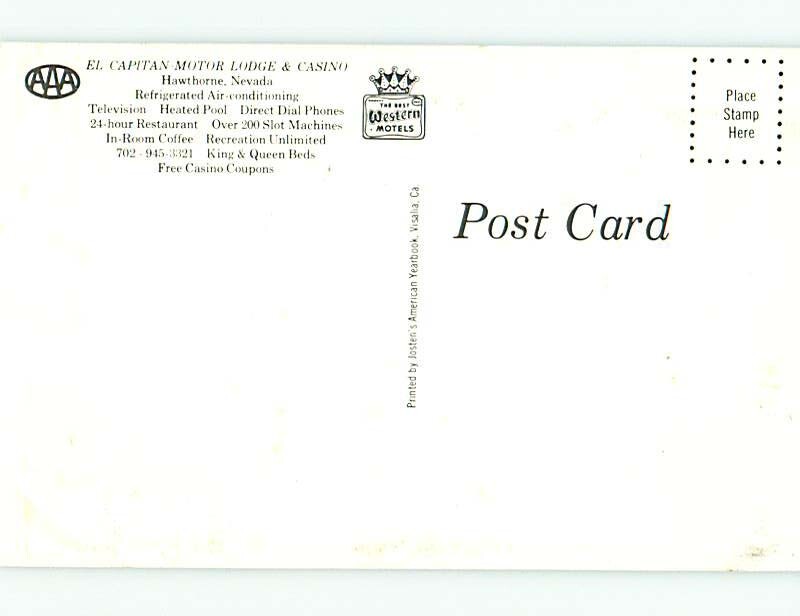 AAA
EL CAPITAN MOTOR LODGE & CASINO
Hawthorne, Nevada
Refrigerated Air-conditioning
Television Heated Pool Direct Dial Phones
24-hour Restaurant Over 200 Slot Machines
In-Room Coffee Recreation Unlimited
702 - 945-3321 King & Queen Beds
Free Casino Coupons
THE BEST
Western
MOTELS
Place
Stamp
Here
Post Card
Printed by Josten's American Yearbook, Visalia, Ca.